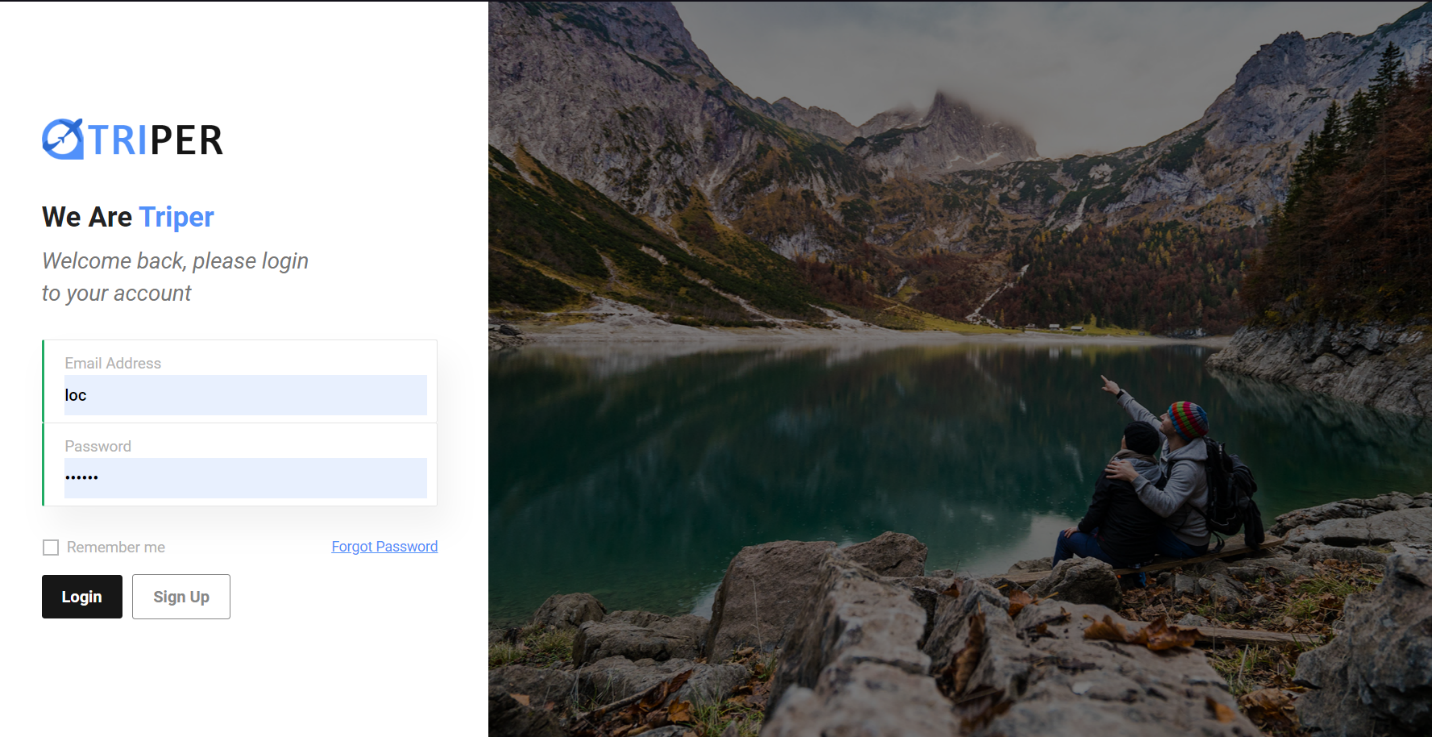 TRIPER
We Are Triper
Welcome back, please login
to your account
Email Address
loc
Password
••••••
Remember me
Forgot Password
Login
Sign Up